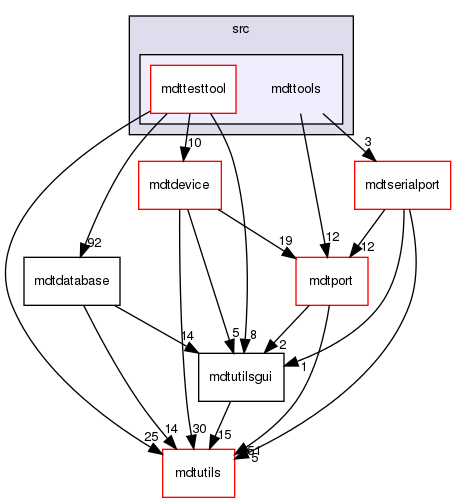 src
mdttesttool
mdttools
10
3
mdtdevice
mdtserialport
92
19
12
12
mdtdatabase
mdtport
14
5
8
2
1
mdtutilsgui
25
14
30
15
5
mdtutils